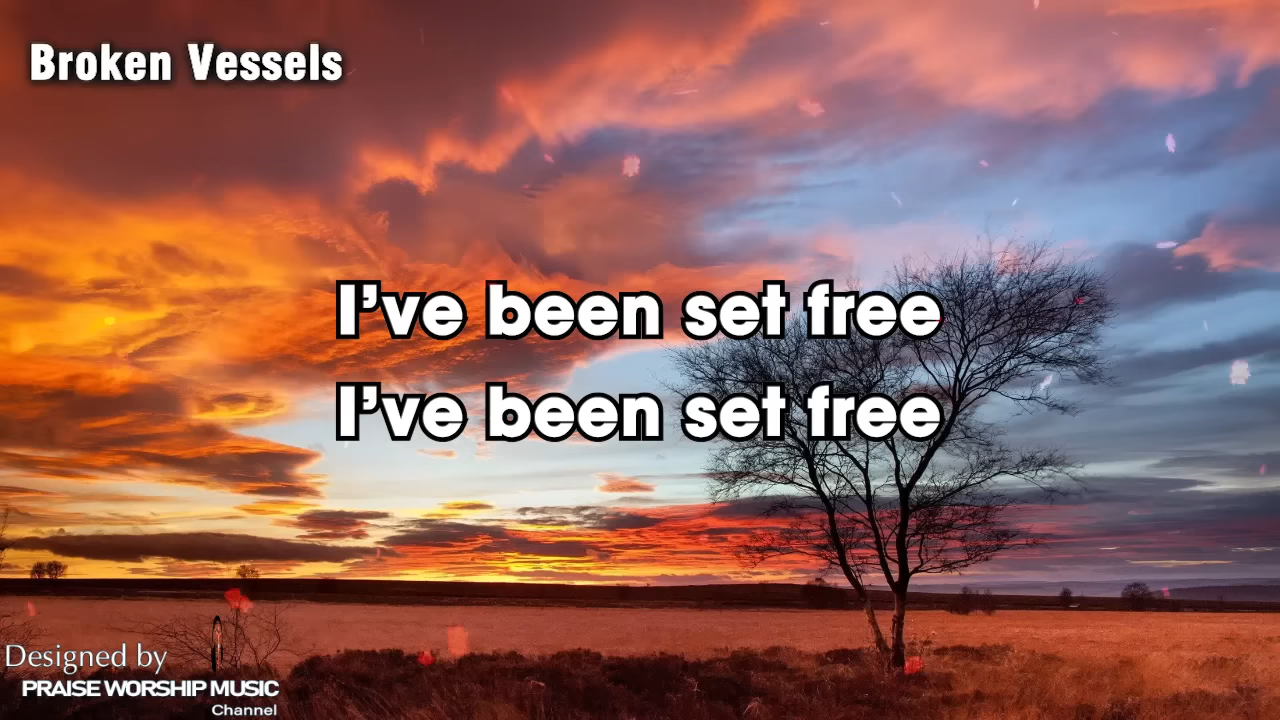 Broken Vessels
I’ve been set free
I’ve been set free
Designed by
PRAISE WORSHIP MUSIC
Channel